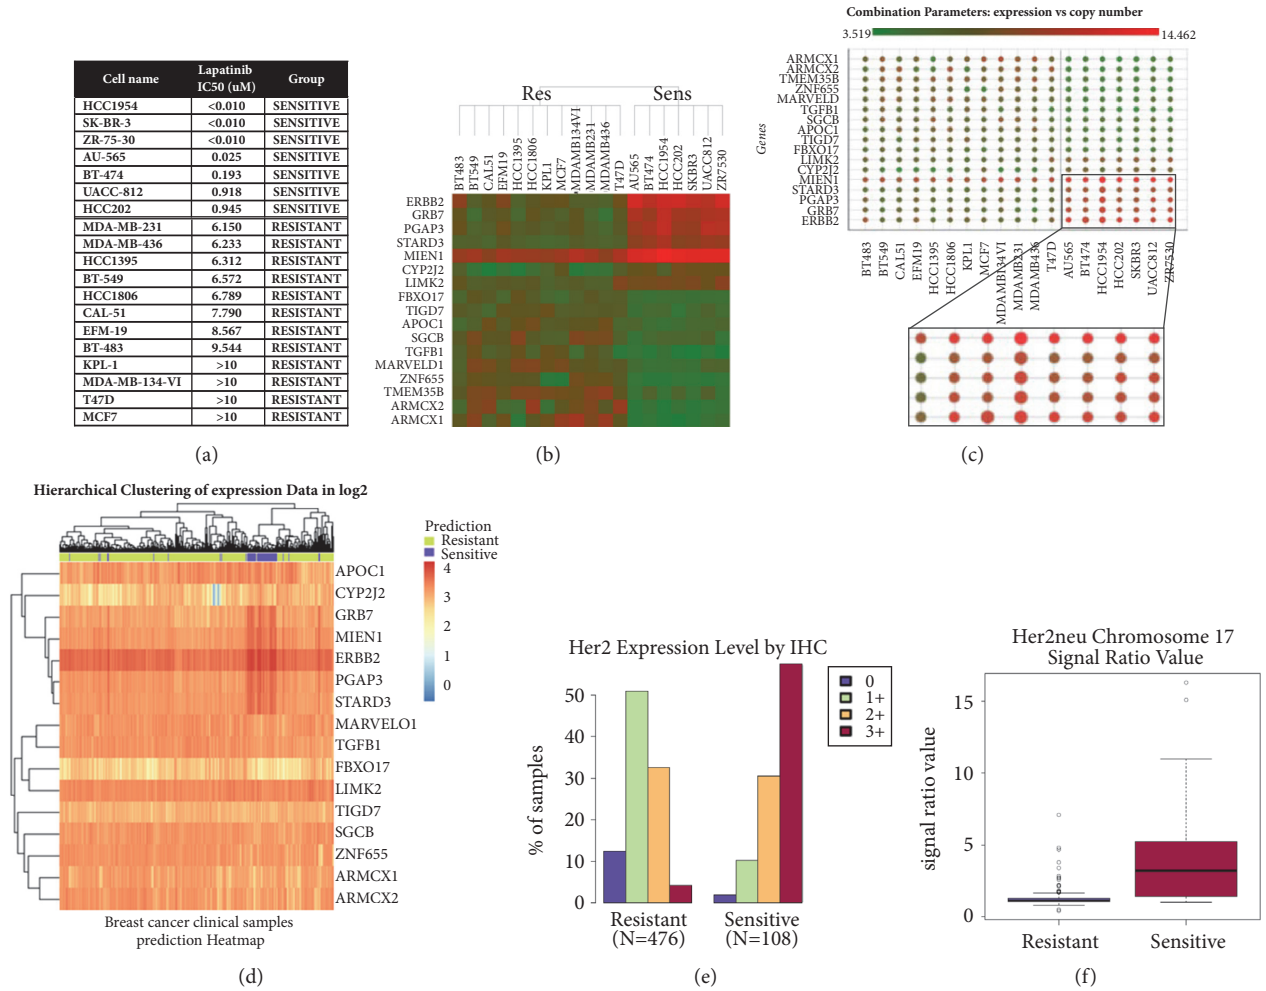 Cell name Lapatinib IC50 (uM) Group
HCC1954 <0.010 SENSITIVE
SK-BR-3 <0.010 SENSITIVE
ZR-75-30 <0.010 SENSITIVE
AU-565 0.025 SENSITIVE
BT-474 0.193 SENSITIVE
UACC-812 0.918 SENSITIVE
HCC202 0.945 SENSITIVE
MDA-MB-231 6.150 RESISTANT
MDA-MB-436 6.233 RESISTANT
HCC1395 6.312 RESISTANT
BT-549 6.572 RESISTANT
HCC1806 6.789 RESISTANT
CAL-51 7.790 RESISTANT
EFM-19 8.567 RESISTANT
BT-483 9.544 RESISTANT
KPL-1 >10 RESISTANT
MDA-MB-134-VI >10 RESISTANT
T47D >10 RESISTANT
MCF7 >10 RESISTANT
(a)
Res Sens
BT483
BT549
CAL51
EFM19
HCC1395
HCC1806
KPL1
MCF7
MDAMB134VI
MDAMB231
MDAMB436
T47D
AU565
BT474
HCC1954
HCC202
SKBR3
UACC812
ZR7530
ERBB2
GRB7
PGAP3
STARD3
MIEN1
CYP2J2
LIMK2
FBXO17
TIGD7
APOC1
SGCB
TGFB1
MARVELD1
ZNF655
TMEM35B
ARMCX2
ARMCX1
(b)
Combination Parameters: expression vs copy number
3.519 14.462
Genes
ARMCX1
ARMCX2
TMEM35B
ZNF655
MARVELD
TGFB1
SGCB
APOC1
TIGD7
FBXO17
LIMK2
CYP2J2
MIEN1
STARD3
PGAP3
GRB7
ERBB2
BT483
BT549
CAL51
EFM19
HCC1395
HCC1806
KPL1
MCF7
MDAMB134VI
MDAMB231
MDAMB436
T47D
AU565
BT474
HCC1954
HCC202
SKBR3
UACC812
ZR7530
(c)
Hierarchical Clustering of expression Data in log2
Prediction
Resistant
Sensitive
4
3
2
1
0
APOC1
CYP2J2
GRB7
MIEN1
ERBB2
PGAP3
STARD3
MARVELO1
TGFB1
FBXO17
LIMK2
TIGD7
SGCB
ZNF655
ARMCX1
ARMCX2
Breast cancer clinical samples
prediction Heatmap
(d)
Her2 Expression Level by IHC
0
1+
2+
3+
% of samples
50
40
30
20
10
0
Resistant Sensitive
(N=476) (N=108)
(e)
Her2neu Chromosome 17
Signal Ratio Value
signal ratio value
15
10
5
0
Resistant Sensitive
(f)